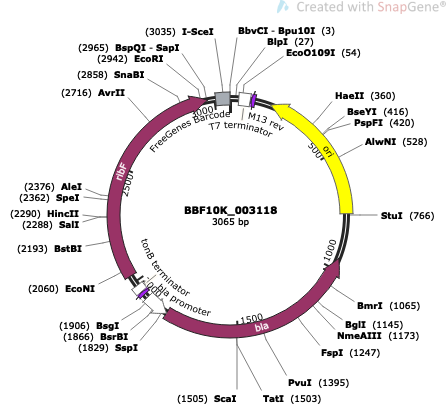 Created with SnapGene®
(3035) I-SceI
BbvCI - Bpu10I (3)
(2965) BspQI - SapI
BlpI (27)
(2942) EcoRI
EcoO109I (54)
(2858) SnaBI
(2716) AvrII
HaeII (360)
BseYI (416)
PspFI (420)
AlwNI (528)
3000
M13 rev
FreeGenes Barcode
T7 terminator
ori
500
ribF
2500
(2376) AleI
(2362) SpeI
(2290) HincII
(2288) SalI
(2193) BstBI
(2060) EcoNI
BBF10K_003118
3065 bp
StuI (766)
1000
tonB terminator
bla promoter
1500
bla
BmrI (1065)
BglI (1145)
NmeAIII (1173)
FspI (1247)
PvuI (1395)
TatI (1503)
(1505) ScaI
(1906) BsgI
(1866) BsrBI
(1829) SspI